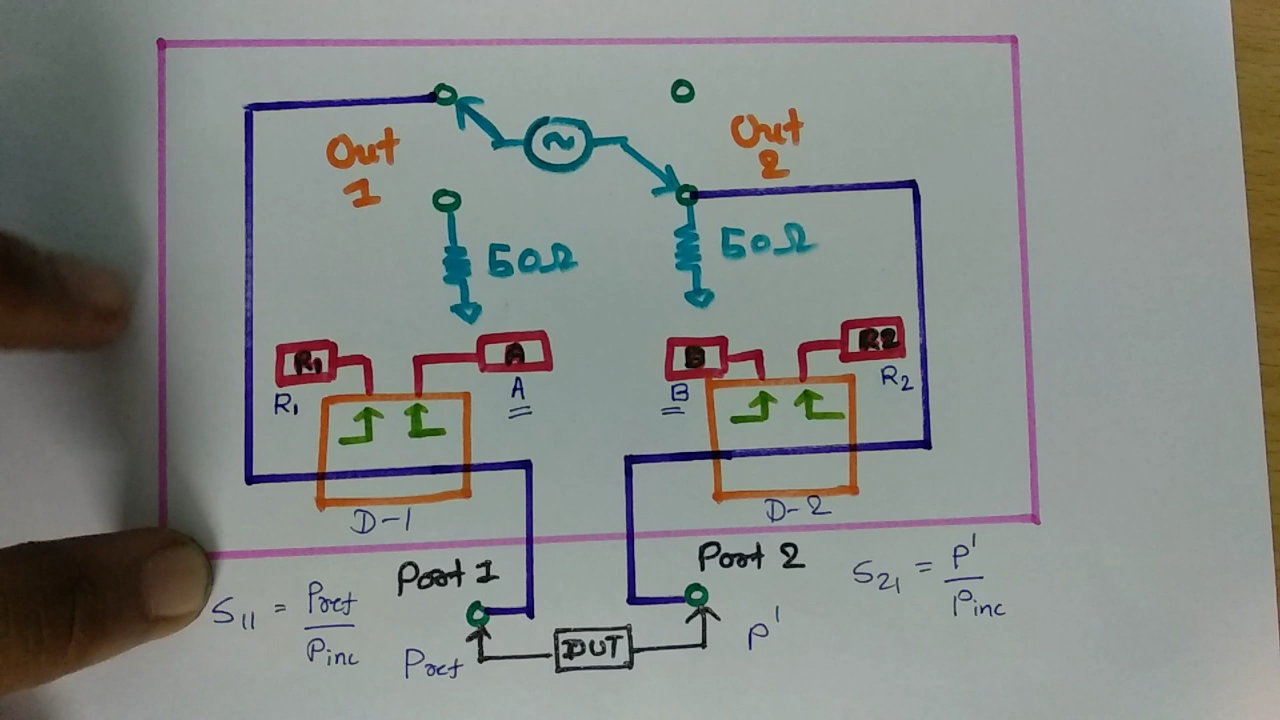 Out
1
Out
2
50Ω
50Ω
R1
A
B
R2
R1
A
B
R2
D-1
D-2
Port 1
Port 2
S11 = Pref
Pinc
S21 = P'
Pinc
Pref
DUT
P'